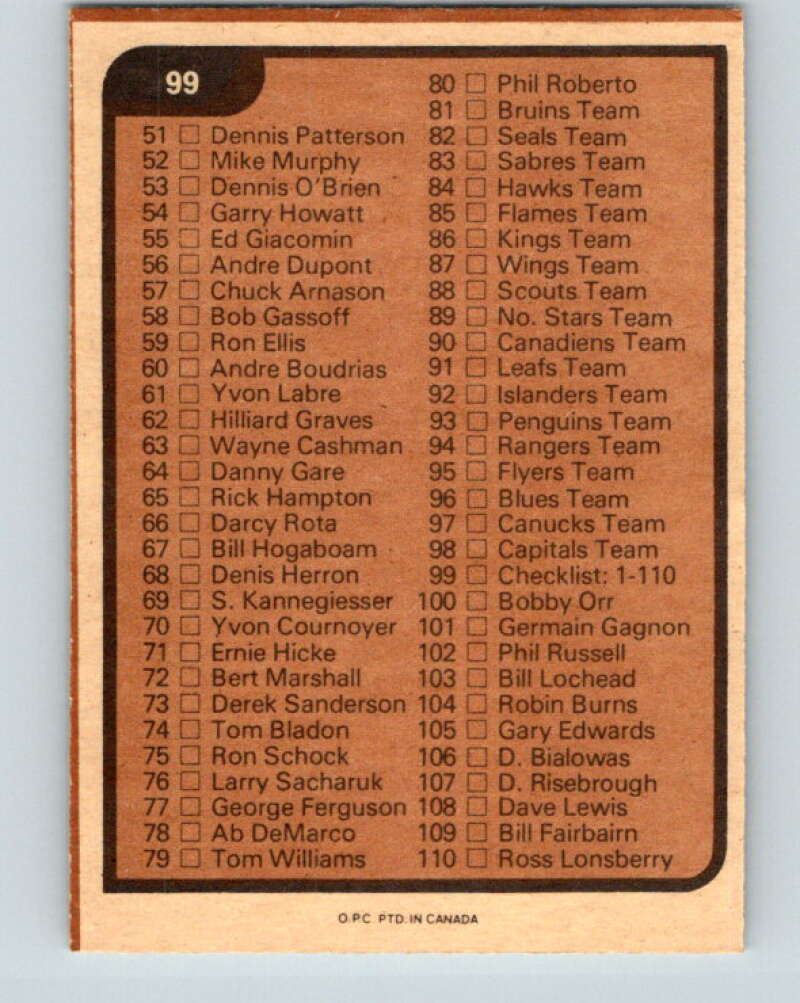 99
51 Dennis Patterson
52 Mike Murphy
53 Dennis O'Brien
54 Garry Howatt
55 Ed Giacomin
56 Andre Dupont
57 Chuck Arnason
58 Bob Gassoff
59 Ron Ellis
60 Andre Boudrias
61 Yvon Labre
62 Hilliard Graves
63 Wayne Cashman
64 Danny Gare
65 Rick Hampton
66 Darcy Rota
67 Bill Hogaboam
68 Denis Herron
69 S. Kannegiesser
70 Yvon Cournoyer
71 Ernie Hicke
72 Bert Marshall
73 Derek Sanderson
74 Tom Bladon
75 Ron Schock
76 Larry Sacharuk
77 George Ferguson
78 Ab DeMarco
79 Tom Williams
80 Phil Roberto
81 Bruins Team
82 Seals Team
83 Sabres Team
84 Hawks Team
85 Flames Team
86 Kings Team
87 Wings Team
88 Scouts Team
89 No. Stars Team
90 Canadiens Team
91 Leafs Team
92 Islanders Team
93 Penguins Team
94 Rangers Team
95 Flyers Team
96 Blues Team
97 Canucks Team
98 Capitals Team
99 Checklist: 1-110
100 Bobby Orr
101 Germain Gagnon
102 Phil Russell
103 Bill Lochead
104 Robin Burns
105 Gary Edwards
106 D. Bialowas
107 D. Risebrough
108 Dave Lewis
109 Bill Fairbairn
110 Ross Lonsberry
O.P.C. PTD. IN CANADA